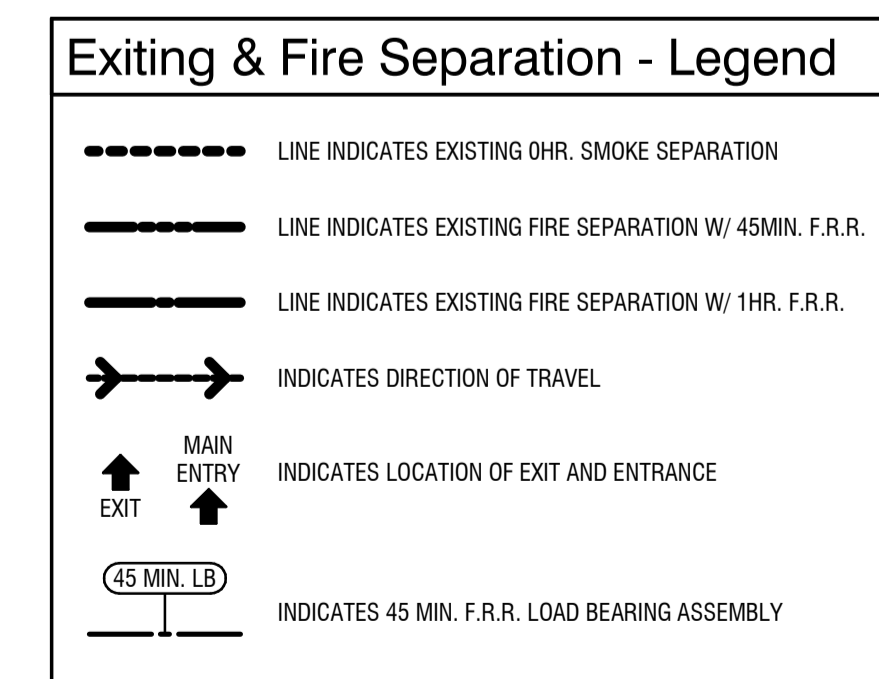 Exiting & Fire Separation - Legend
LINE INDICATES EXISTING 0HR. SMOKE SEPARATION
LINE INDICATES EXISTING FIRE SEPARATION W/ 45MIN. F.R.R.
LINE INDICATES EXISTING FIRE SEPARATION W/ 1HR. F.R.R.
INDICATES DIRECTION OF TRAVEL
MAIN
ENTRY
EXIT
INDICATES LOCATION OF EXIT AND ENTRANCE
45 MIN. LB
INDICATES 45 MIN. F.R.R. LOAD BEARING ASSEMBLY